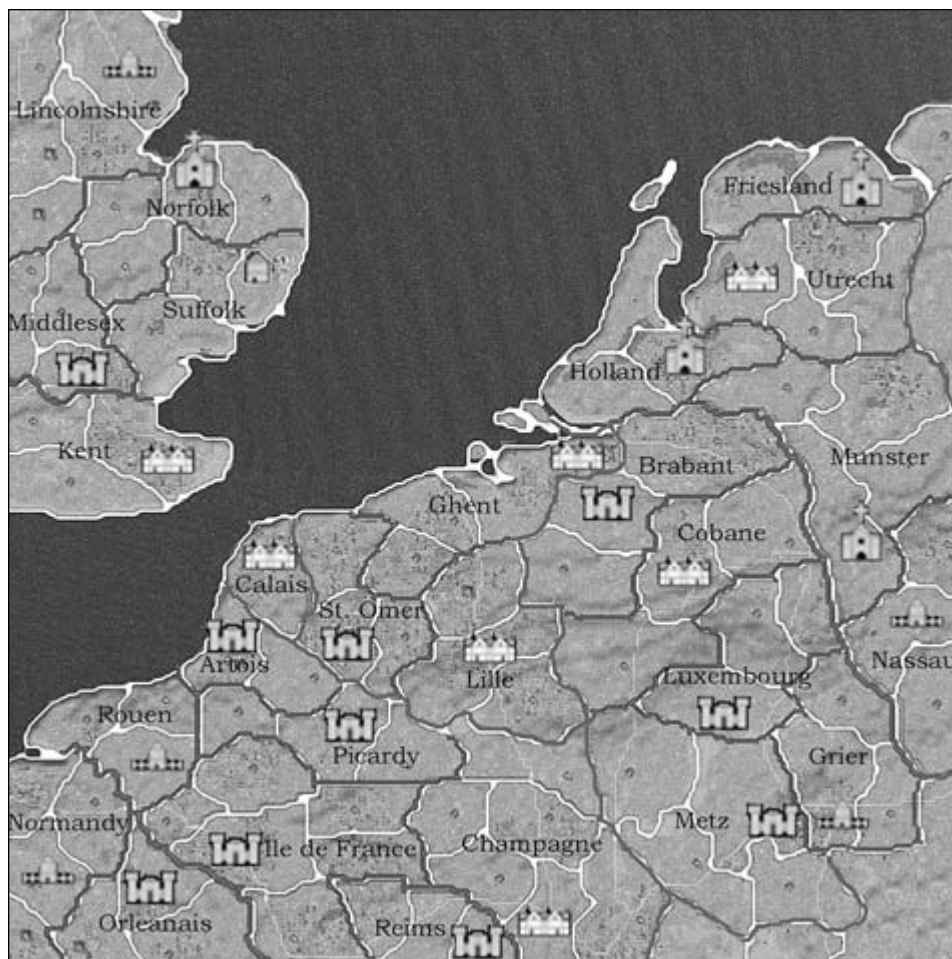 Lincolnshire
Norfolk
Friesland
Utrecht
Suffolk
Middlesex
Holland
Kent
Brabant
Munster
Ghent
Cobane
Calais
St. Omer
Artois
Lille
Luxembourg
Nassau
Rouen
Picardy
Grier
Normandy
Ile de France
Champagne
Metz
Orleanais
Reims